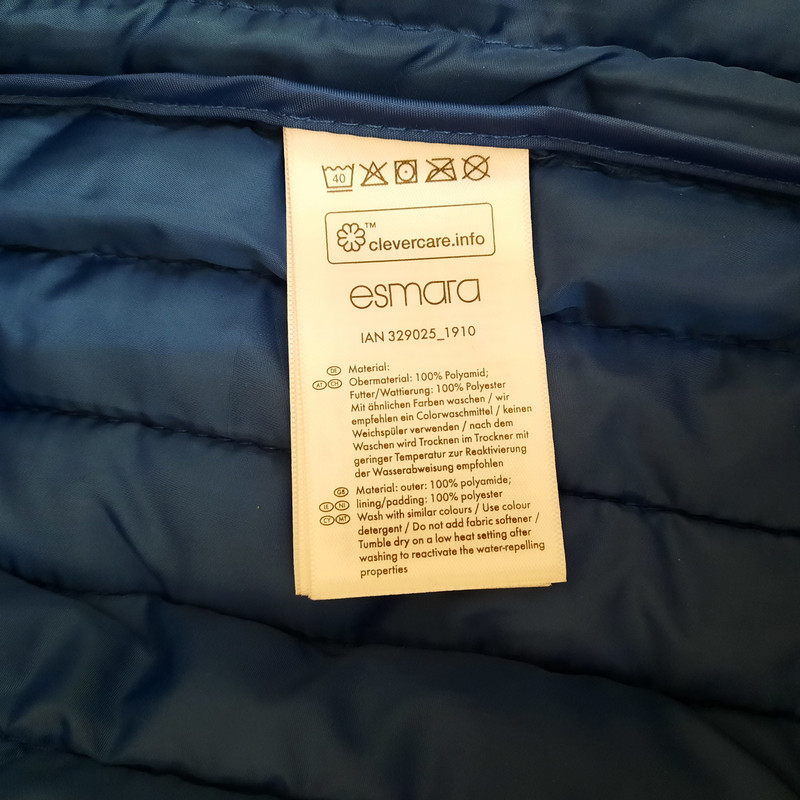 40
™
clevercare.info
esmara
IAN 329025_1910
DE Material:
AT CH Obermaterial: 100% Polyamid;
Futter/Wattierung: 100% Polyester
Mit ähnlichen Farben waschen / wir
empfehlen ein Colorwaschmittel / keinen
Weichspüler verwenden / nach dem
Waschen wird Trocknen im Trockner mit
geringer Temperatur zur Reaktivierung
der Wasserabweisung empfohlen
GB Material: outer: 100% polyamide;
IE NI lining/padding: 100% polyester
CY MT Wash with similar colours / Use colour
detergent / Do not add fabric softener /
Tumble dry on a low heat setting after
washing to reactivate the water-repelling
properties